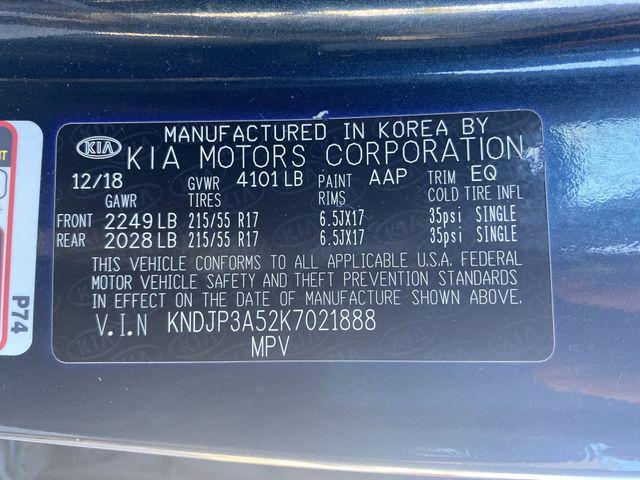 MANUFACTURED IN KOREA BY
KIA KIA MOTORS CORPORATION
12/18 GVWR 4101 LB PAINT AAP TRIM EQ
GAWR TIRES RIMS COLD TIRE INFL
FRONT 2249 LB 215/55 R17 6.5JX17 35psi SINGLE
REAR 2028 LB 215/55 R17 6.5JX17 35psi SINGLE
THIS VEHICLE CONFORMS TO ALL APPLICABLE U.S.A. FEDERAL
MOTOR VEHICLE SAFETY AND THEFT PREVENTION STANDARDS
IN EFFECT ON THE DATE OF MANUFACTURE SHOWN ABOVE.
V.I.N KNDJP3A52K7021888
MPV
P74